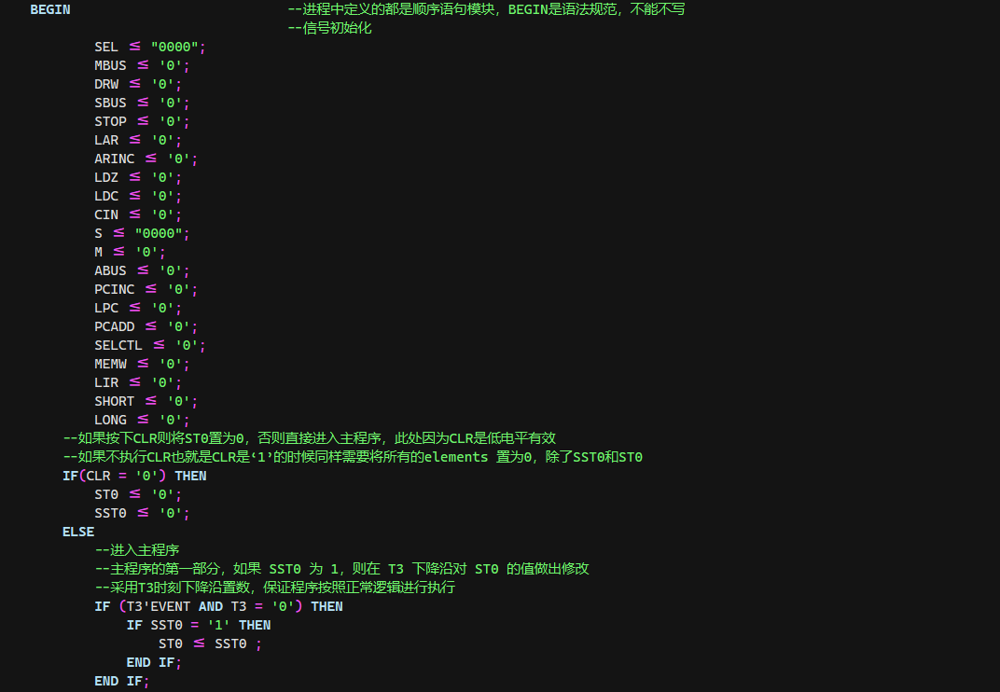 BEGIN --进程中定义的都是顺序语句模块，BEGIN是语法规范，不能不写
--信号初始化
SEL <= "0000";
MBUS <= '0';
DRW <= '0';
SBUS <= '0';
STOP <= '0';
LAR <= '0';
ARINC <= '0';
LDZ <= '0';
LDC <= '0';
CIN <= '0';
S <= "0000";
M <= '0';
ABUS <= '0';
PCINC <= '0';
LPC <= '0';
PCADD <= '0';
SELCTL <= '0';
MEMW <= '0';
LIR <= '0';
SHORT <= '0';
LONG <= '0';
--如果按下CLR则将ST0置为0，否则直接进入主程序，此处因为CLR是低电平有效
--如果不执行CLR也就是CLR是‘1’的时候同样需要将所有的elements 置为0，除了SST0和ST0
IF(CLR = '0') THEN
ST0 <= '0';
SST0 <= '0';
ELSE
--进入主程序
--主程序的第一部分，如果 SST0 为 1，则在 T3 下降沿对 ST0 的值做出修改
--采用T3时刻下降沿置数，保证程序按照正常逻辑进行执行
IF (T3'EVENT AND T3 = '0') THEN
IF SST0 = '1' THEN
ST0 <= SST0 ;
END IF;
END IF;